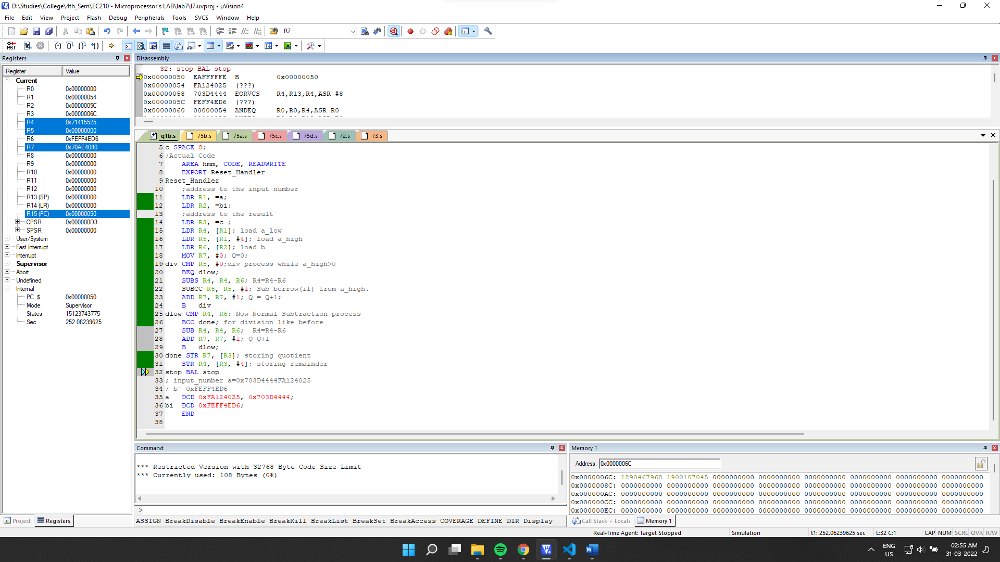 D:\Studies\College\4th_Sem\EC210 - Microprocessor's LAB\lab7\l7.uvproj - µVision4
File Edit View Project Flash Debug Peripherals Tools SVCS Window Help
R7
Registers
Register Value
Current
R0 0x00000000
R1 0x00000054
R2 0x0000005C
R3 0x0000006C
R4 0x71415525
R5 0x00000000
R6 0xFEFF4ED6
R7 0x70AE4080
R8 0x00000000
R9 0x00000000
R10 0x00000000
R11 0x00000000
R12 0x00000000
R13 (SP) 0x00000000
R14 (LR) 0x00000000
R15 (PC) 0x00000050
CPSR 0x000000D3
SPSR 0x00000000
User/System
Fast Interrupt
Interrupt
Supervisor
Abort
Undefined
Internal
PC $ 0x00000050
Mode Supervisor
States 15123743775
Sec 252.06239625
Project Registers
Disassembly
32: stop BAL stop
0x00000050 EAFFFFFE B 0x00000050
0x00000054 FA124025 (???)
0x00000058 703D4444 EORVCS R4,R13,R4,ASR #8
0x0000005C FEFF4ED6 (???)
0x00000060 00000054 ANDEQ R0,R0,R4,ASR R0
q1b.s 75b.s 75a.s 75c.s 75d.s 72.s 73.s
5 c SPACE 8;
6 ;Actual Code
7 AREA hmm, CODE, READWRITE
8 EXPORT Reset_Handler
9 Reset_Handler
10 ;address to the input number
11 LDR R1, =a;
12 LDR R2, =bi;
13 ;address to the result
14 LDR R3, =c ;
15 LDR R4, [R1]; load a_low
16 LDR R5, [R1, #4]; load a_high
17 LDR R6, [R2]; load b
18 MOV R7, #0; Q=0;
19 div CMP R5, #0;div process while a_high>0
20 BEQ dlow;
21 SUBS R4, R4, R6; R4=R4-R6
22 SUBCC R5, R5, #1; Sub borrow(if) from a_high.
23 ADD R7, R7, #1; Q = Q+1;
24 B div
25 dlow CMP R4, R6; Now Normal Subtraction process
26 BCC done; for division like before
27 SUB R4, R4, R6; R4=R4-R6
28 ADD R7, R7, #1; Q=Q+1
29 B dlow;
30 done STR R7, [R3]; storing quotient
31 STR R4, [R3, #4]; storing remainder
32 stop BAL stop
33 ; input_number a=0x703D4444FA124025
34 ; b= 0xFEFF4ED6
35 a DCD 0xFA124025, 0x703D4444;
36 bi DCD 0xFEFF4ED6;
37 END
38
Command
*** Restricted Version with 32768 Byte Code Size Limit
*** Currently used: 108 Bytes (0%)
>
ASSIGN BreakDisable BreakEnable BreakKill BreakList BreakSet BreakAccess COVERAGE DEFINE DIR Display
Memory 1
Address: 0x0000006C
0x0000006C: 1890467968 1900107045 0000000000 0000000000 0000000000 0000000000 0000000000 0000000000
0x0000008C: 0000000000 0000000000 0000000000 0000000000 0000000000 0000000000 0000000000 0000000000
0x000000AC: 0000000000 0000000000 0000000000 0000000000 0000000000 0000000000 0000000000 0000000000
0x000000CC: 0000000000 0000000000 0000000000 0000000000 0000000000 0000000000 0000000000 0000000000
0x000000EC: 0000000000 0000000000 0000000000 0000000000 0000000000 0000000000 0000000000 0000000000
Call Stack + Locals Memory 1
Real-Time Agent: Target Stopped Simulation t1: 252.06239625 sec L:32 C:1 CAP NUM SCRL OVR R/W
ENG US
02:55 AM
31-03-2022